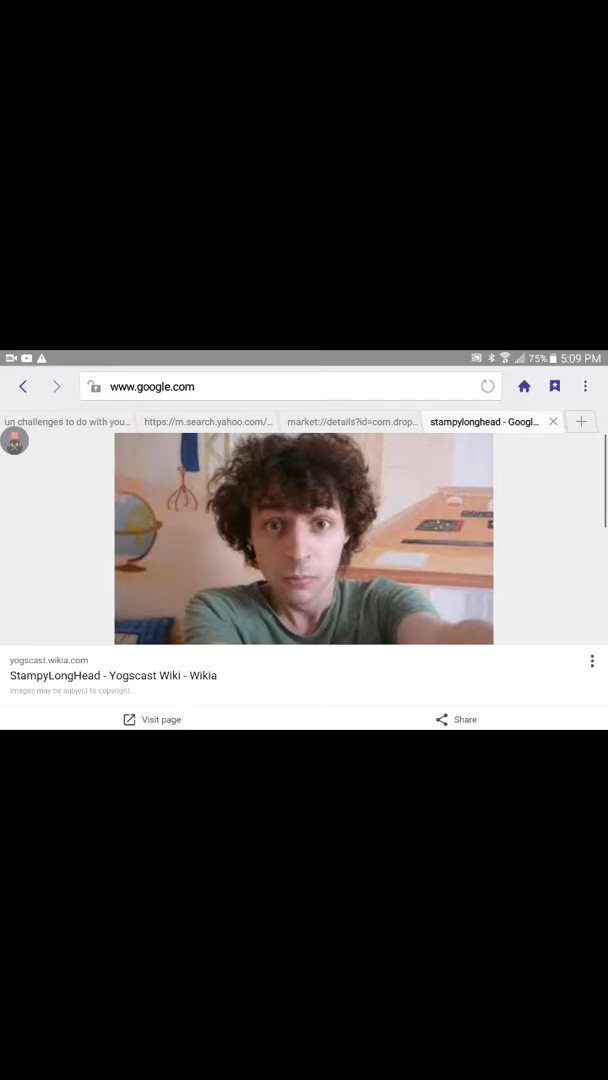 75% 5:09 PM
www.google.com
un challenges to do with you... https://m.search.yahoo.com/... market://details?id=com.drop... stampylonghead - Googl...
yogscast.wikia.com
StampyLongHead - Yogscast Wiki - Wikia
Images may be subject to copyright.
Visit page Share